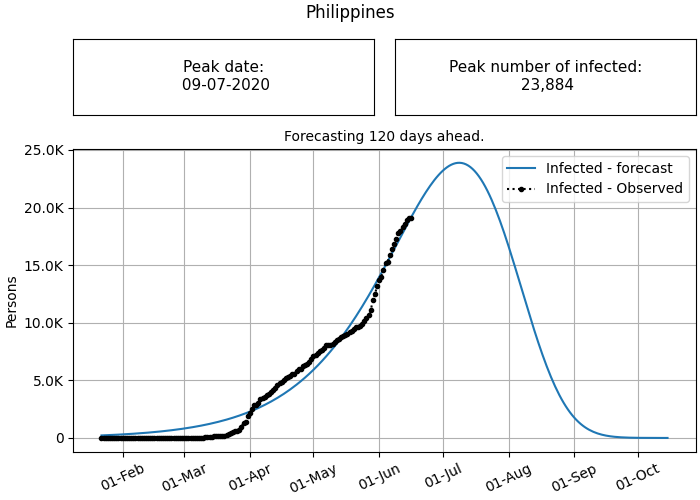 Philippines
Peak date:
09-07-2020
Peak number of infected:
23,884
Forecasting 120 days ahead.
25.0K
20.0K
15.0K
10.0K
5.0K
0
Persons
Infected - forecast
Infected - Observed
01-Feb
01-Mar
01-Apr
01-May
01-Jun
01-Jul
01-Aug
01-Sep
01-Oct